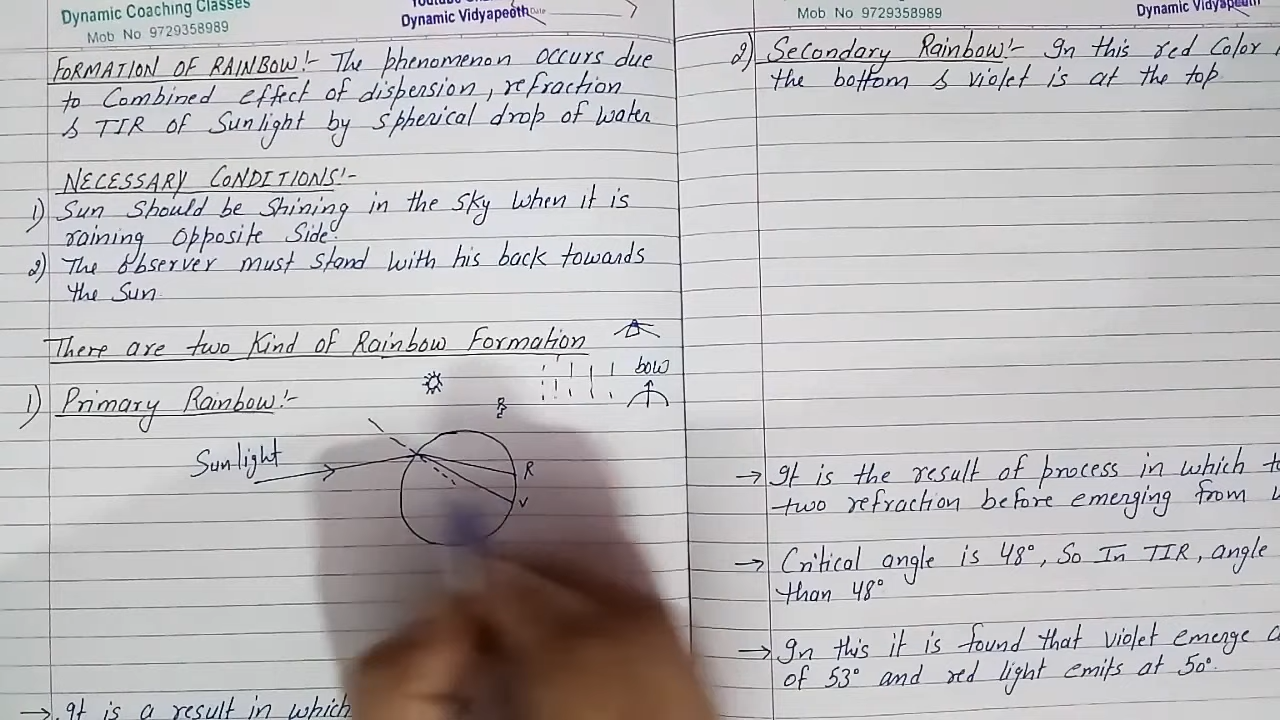 Dynamic Coaching Classes
Mob No 9729358989
Dynamic Vidyapeeth
Date
FORMATION OF RAINBOW:- The phenomenon occurs due
to Combined effect of dispension, refraction
& TIR of Sunlight by spherical drop of water
NECESSARY CONDITIONS:-
1) Sun should be shining in the sky when it is
raining opposite side.
2) The observer must stand with his back towards
the Sun
There are two Kind of Rainbow Formation
bow
1) Primary Rainbow:-
Sunlight
R
V
→ It is a result in which
Mob No 9729358989
Dynamic Vidyapeeth
2) Secondary Rainbow:- In this red Color
the bottom & violet is at the top
→ It is the result of process in which
two refraction before emerging from
→ Critical angle is 48°, So In TIR, angle
than 48°
→ In this it is found that violet emerge
of 53° and red light emits at 50°.